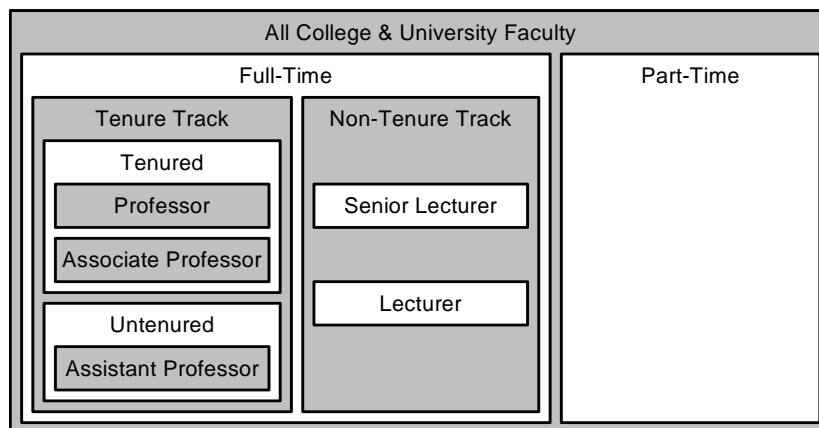 All College & University Faculty
Full-Time
Part-Time
Tenure Track
Non-Tenure Track
Tenured
Professor
Senior Lecturer
Associate Professor
Lecturer
Untenured
Assistant Professor